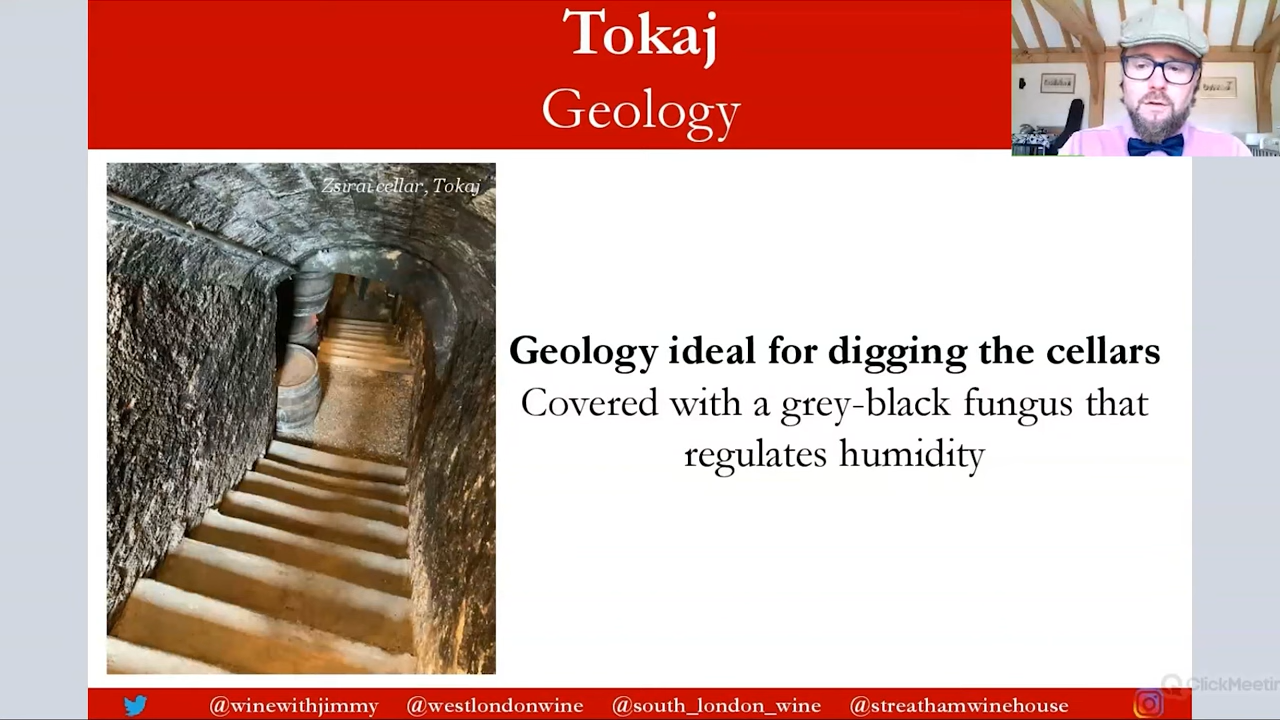 Tokaj
Geology
Zsirai cellar, Tokaj
Geology ideal for digging the cellars
Covered with a grey-black fungus that
regulates humidity
@winewithjimmy @westlondonwine @south_london_wine @streathamwinehouse
ClickMeetin